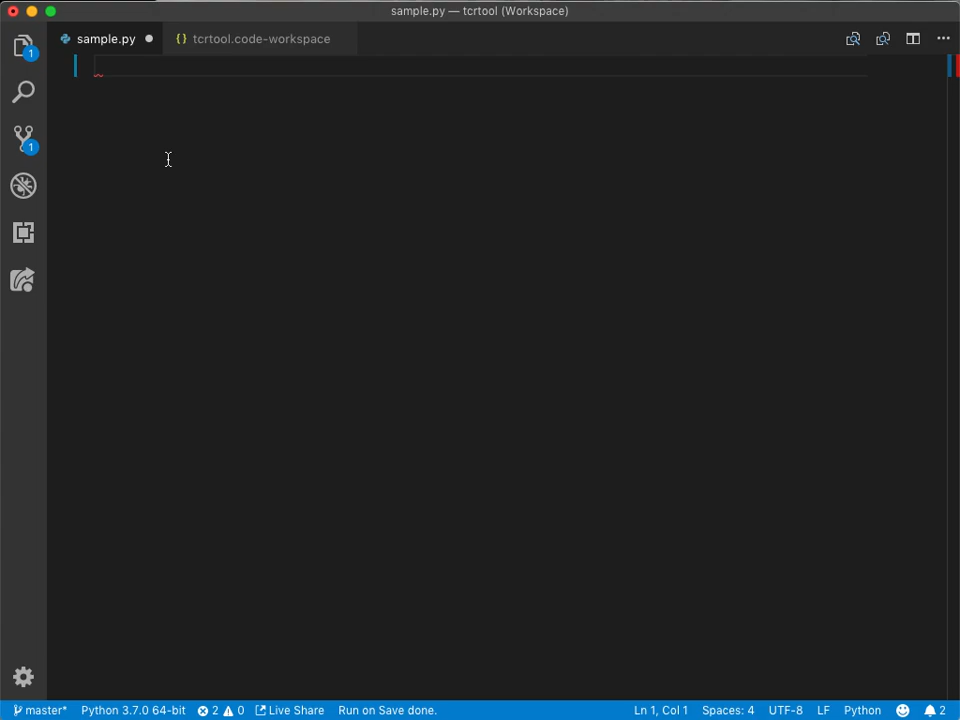 sample.py — tcrtool (Workspace)
sample.py
{} tcrtool.code-workspace
1
1
master* Python 3.7.0 64-bit 2 0 Live Share Run on Save done. Ln 1, Col 1 Spaces: 4 UTF-8 LF Python 2